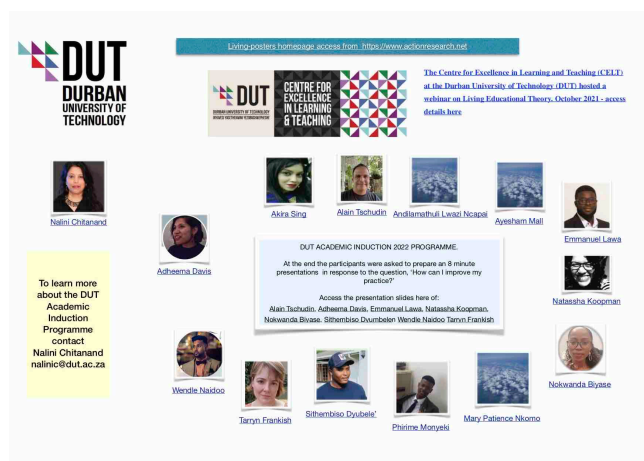 DUT
DURBAN
UNIVERSITY OF
TECHNOLOGY
Living-posters homepage access from https://www.actionresearch.net
DUT
DURBAN UNIVERSITY OF TECHNOLOGY
CENTRE FOR
EXCELLENCE
IN LEARNING
& TEACHING
The Centre for Excellence in Learning and Teaching (CELT)
at the Durban University of Technology (DUT) hosted a
webinar on Living Educational Theory, October 2021 - access
details here
Nalini Chitanand
Adheema Davis
Akira Sing
Alain Tschudin
Andilamathuli Lwazi Ncapai
Ayesham Mall
Emmanuel Lawa
DUT ACADEMIC INDUCTION 2022 PROGRAMME.
At the end the participants were asked to prepare an 8 minute
presentations in response to the question, 'How can I improve my
practice?'
Access the presentation slides here of:
Alain Tschudin, Adheema Davis, Emmanuel Lawa, Natassha Koopman,
Nokwanda Biyase, Sithembiso Dyumbelen Wendle Naidoo Tarryn Frankish
Natassha Koopman
To learn more
about the DUT
Academic
Induction
Programme
contact
Nalini Chitanand
nalinic@dut.ac.za
Wendle Naidoo
Tarryn Frankish
Sithembiso Dyubele'
Phirime Monyeki
Mary Patience Nkomo
Nokwanda Biyase